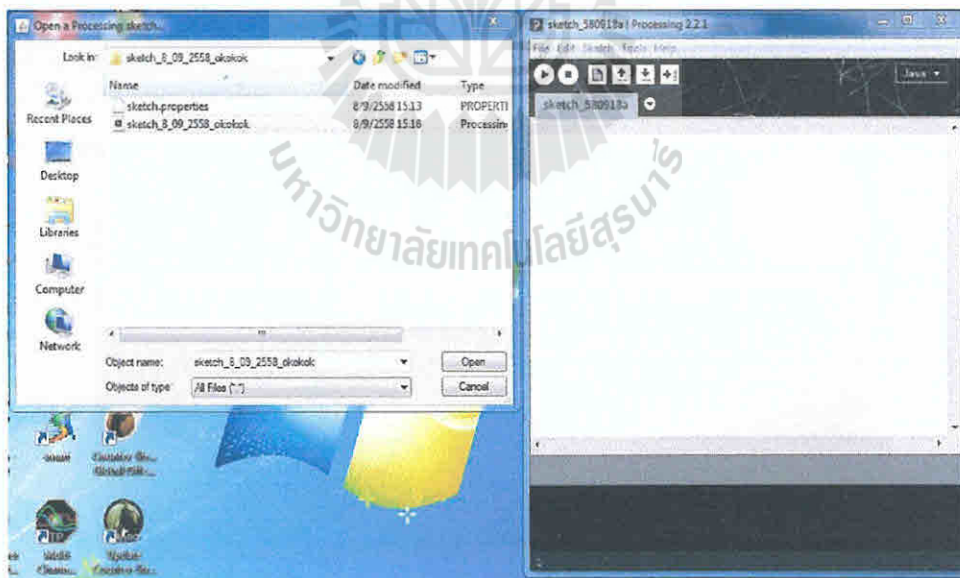 Open a Processing sketch...
Look in: sketch_8_09_2558_okokok
Name Date modified Type
sketch.properties 8/9/2558 15:13 PROPERTI
sketch_8_09_2558_okokok 8/9/2558 15:16 Processin
Recent Places
Desktop
Libraries
Computer
Network
Object name: sketch_8_09_2558_okokok
Open
Objects of type: All Files (*.*)
Cancel
sketch_580918a | Processing 2.2.1
File Edit Sketch Tools Help
Java
sketch_580918a
มหาวิทยาลัยเทคโนโลยีสุรนารี